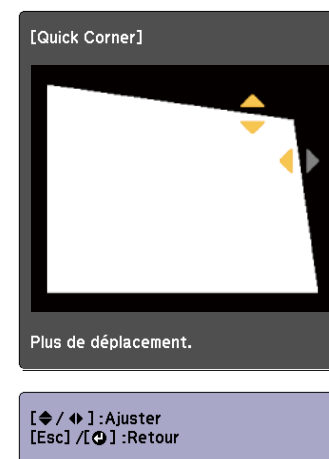 [Quick Corner]
Plus de déplacement.
[ / ] :Ajuster
[Esc] /[ ] :Retour